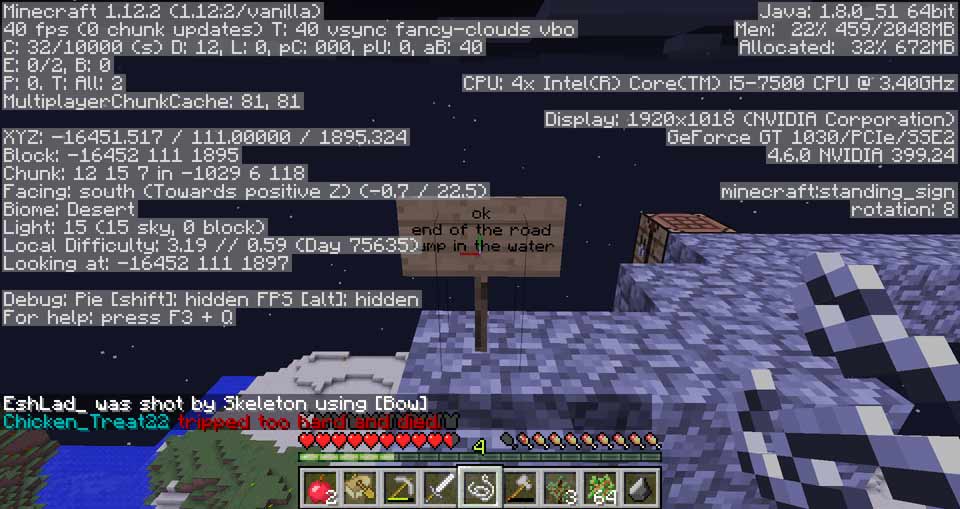 Minecraft 1.12.2 (1.12.2/vanilla)
40 fps (0 chunk updates) T: 40 vsync fancy-clouds vbo
C: 32/10000 (s) D: 12, L: 0, pC: 000, pU: 0, aB: 40
E: 0/2, B: 0
P: 0. T: All: 2
MultiplayerChunkCache: 81, 81
XYZ: -16451.517 / 111.00000 / 1895.324
Block: -16452 111 1895
Chunk: 12 15 7 in -1029 6 118
Facing: south (Towards positive Z) (-0.7 / 22.5)
Biome: Desert
Light: 15 (15 sky, 0 block)
Local Difficulty: 3.19 // 0.59 (Day 75635)
Looking at: -16452 111 1897
Debug: Pie [shift]: hidden FPS [alt]: hidden
For help: press F3 + Q
Java: 1.8.0_51 64bit
Mem: 22% 459/2048MB
Allocated: 32% 672MB
CPU: 4x Intel(R) Core(TM) i5-7500 CPU @ 3.40GHz
Display: 1920x1018 (NVIDIA Corporation)
GeForce GT 1030/PCIe/SSE2
4.6.0 NVIDIA 399.24
minecraft:standing_sign
rotation: 8
ok
end of the road
ump in the water
EshLad_ was shot by Skeleton using [Bow]
Chicken_Treat22 tripped too hard and died.
4
2
3
64